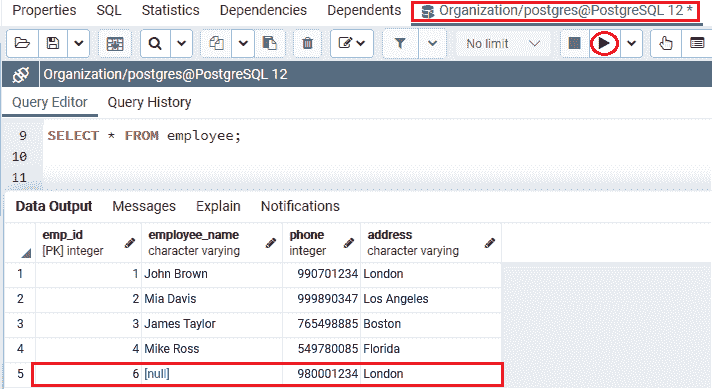 Properties SQL Statistics Dependencies Dependents Organization/postgres@PostgreSQL 12 *
No limit
Organization/postgres@PostgreSQL 12
Query Editor Query History
9 SELECT * FROM employee;
10
11
Data Output Messages Explain Notifications
emp_id employee_name phone address
[PK] integer character varying integer character varying
1 1 John Brown 990701234 London
2 2 Mia Davis 999890347 Los Angeles
3 3 James Taylor 765498885 Boston
4 4 Mike Ross 549780085 Florida
5 6 [null] 980001234 London